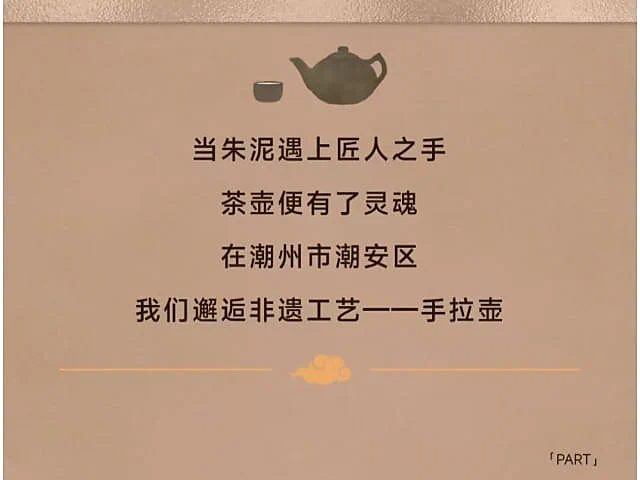 当朱泥遇上匠人之手
茶壶便有了灵魂
在潮州市潮安区
我们邂逅非遗工艺——手拉壶
「PART」